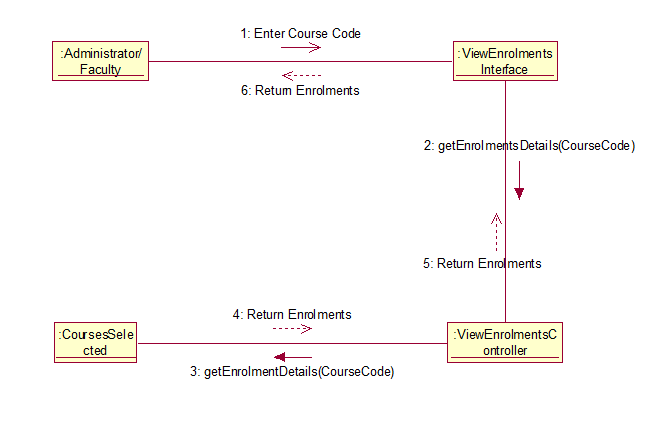 1: Enter Course Code
:Administrator/
Faculty
:ViewEnrolments
Interface
6: Return Enrolments
2: getEnrolmentsDetails(CourseCode)
5: Return Enrolments
4: Return Enrolments
:CoursesSele
cted
:ViewEnrolmentsC
ontroller
3: getEnrolmentDetails(CourseCode)